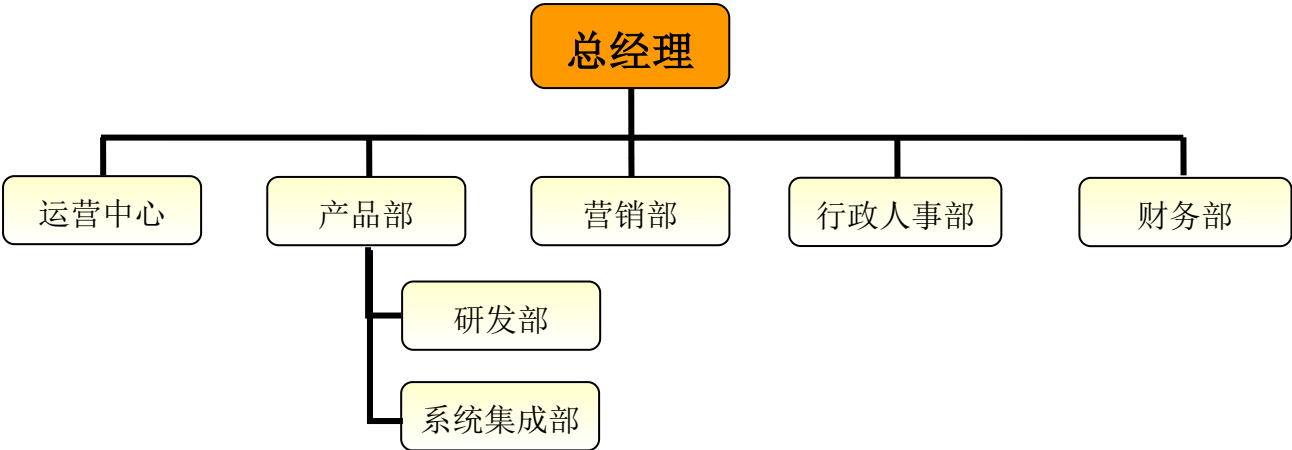 总经理
运营中心
产品部
营销部
行政人事部
财务部
研发部
系统集成部